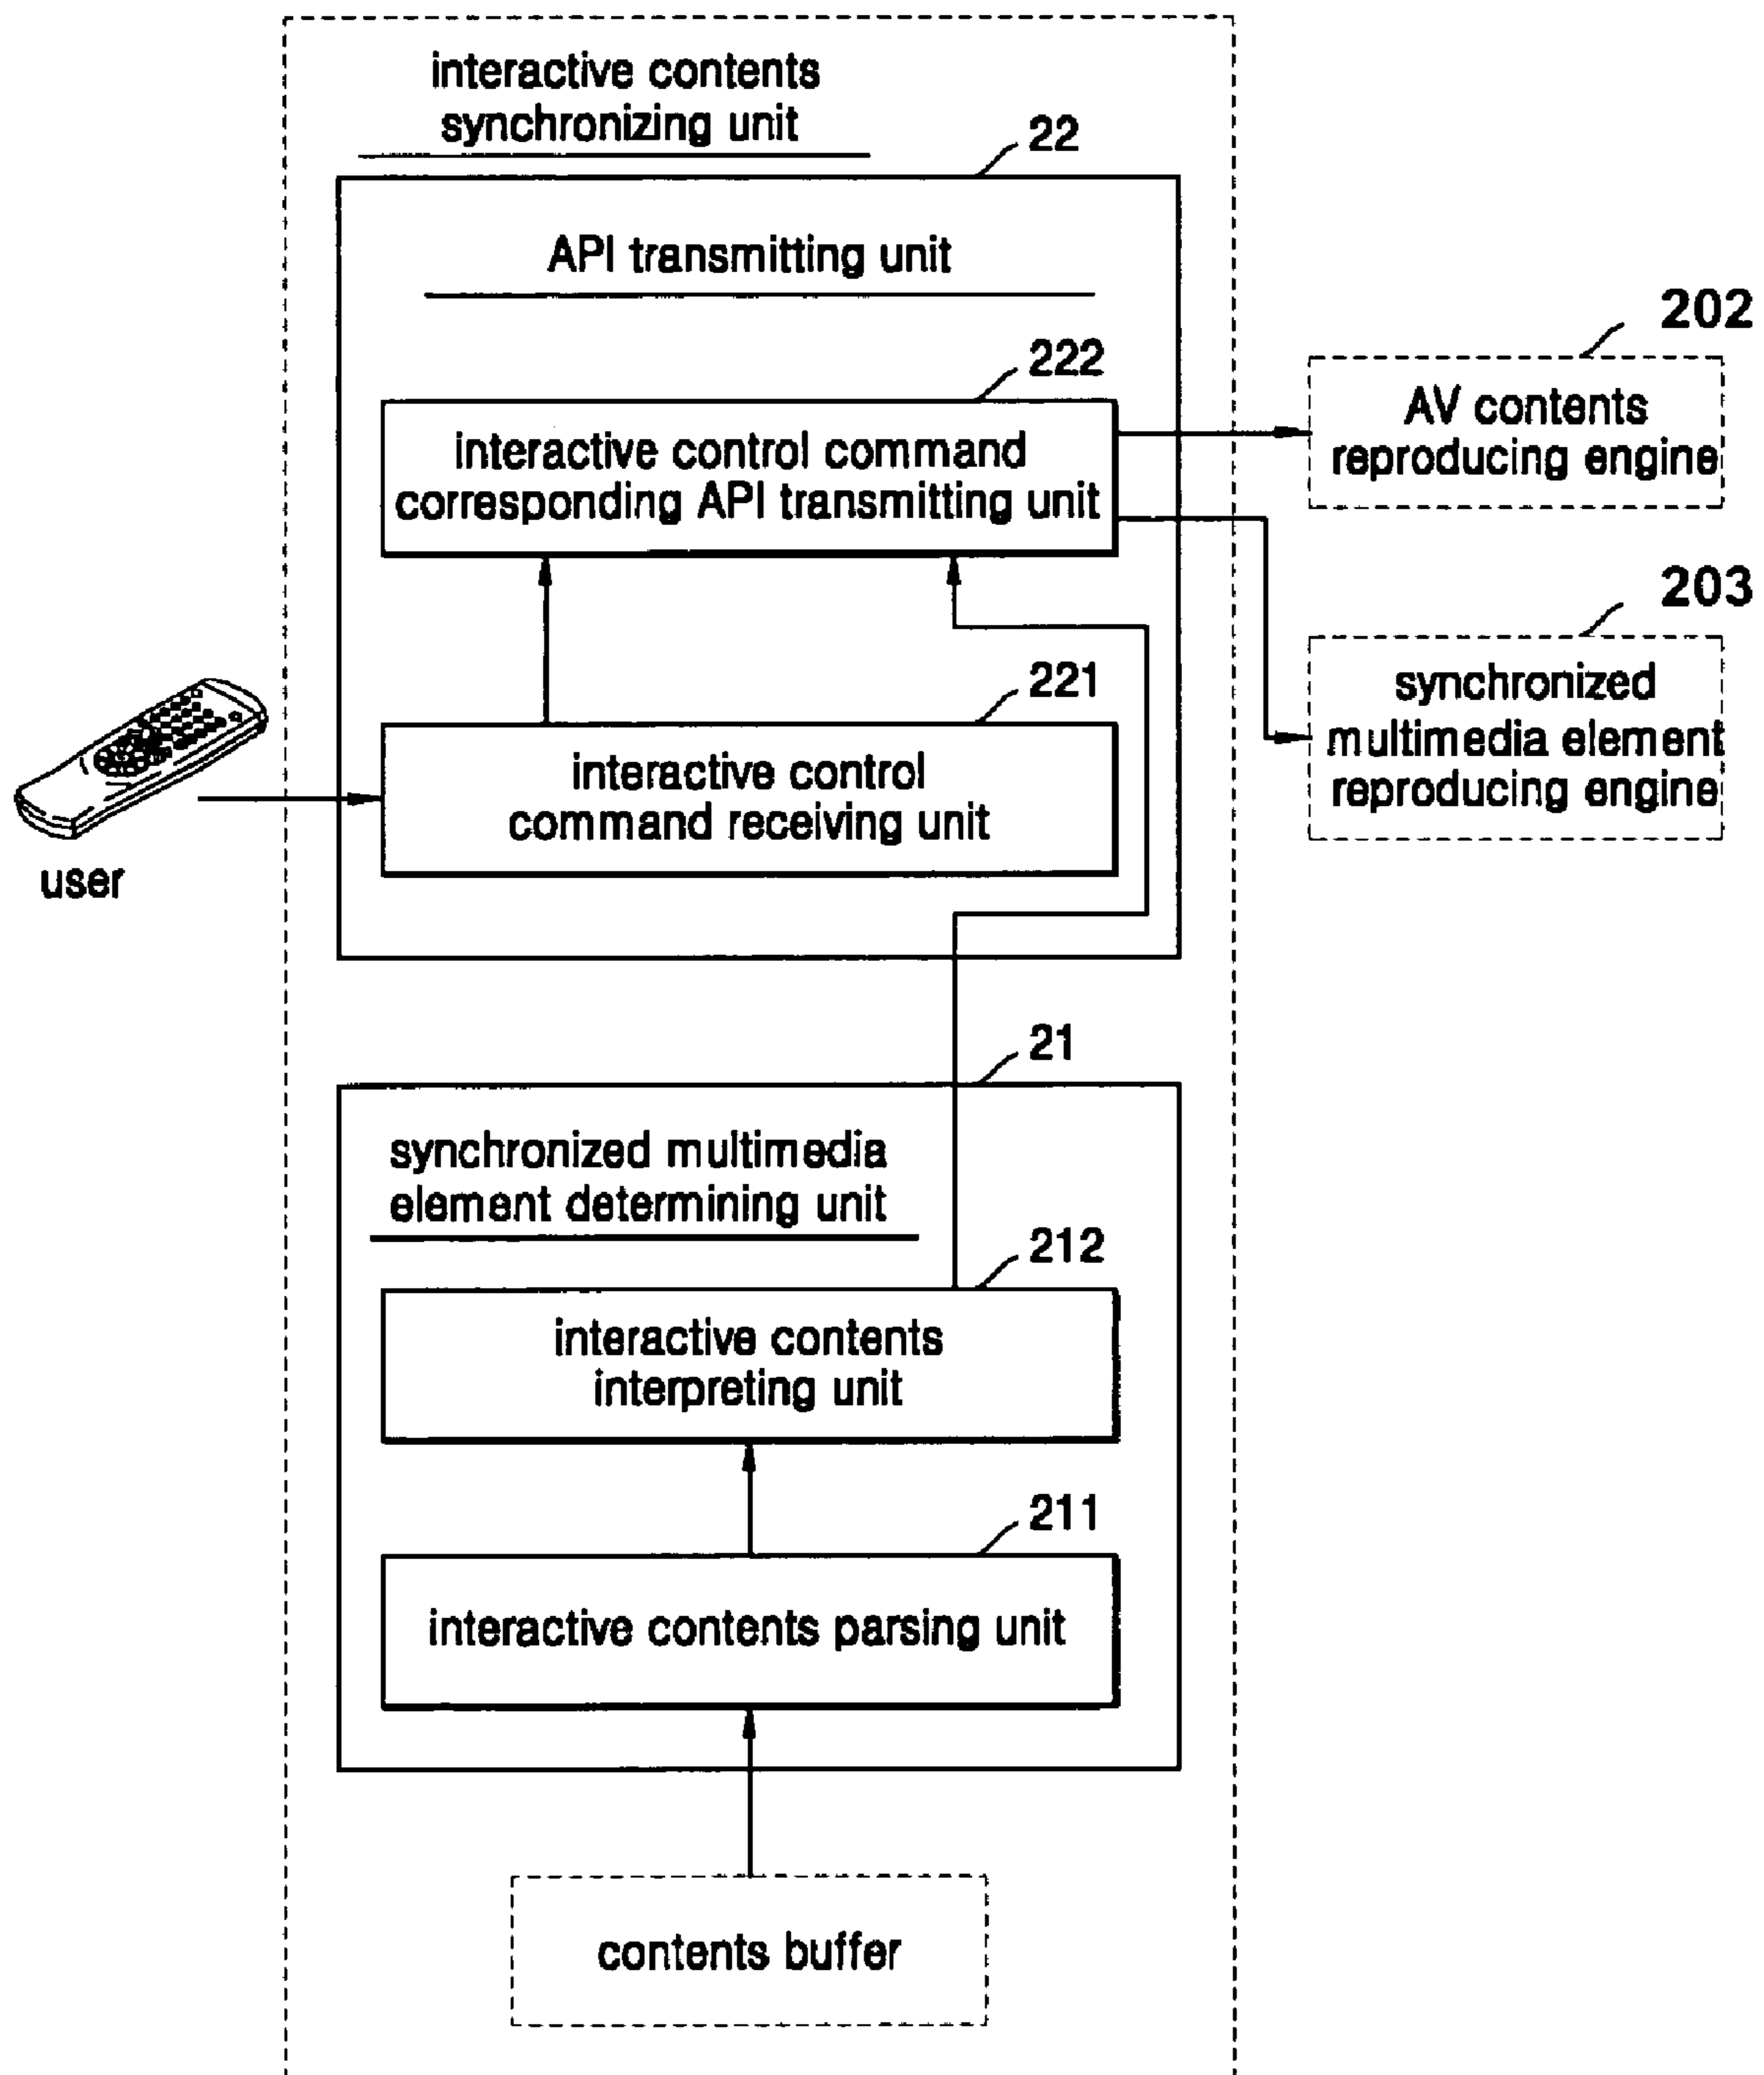 interactive contents
synchronizing unit
22
API transmitting unit
202
222
AV contents
reproducing engine
interactive control command
corresponding API transmitting unit
203
221
synchronized
multimedia element
reproducing engine
interactive control
command receiving unit
user
21
synchronized multimedia
element determining unit
212
interactive contents
interpreting unit
211
interactive contents parsing unit
contents buffer